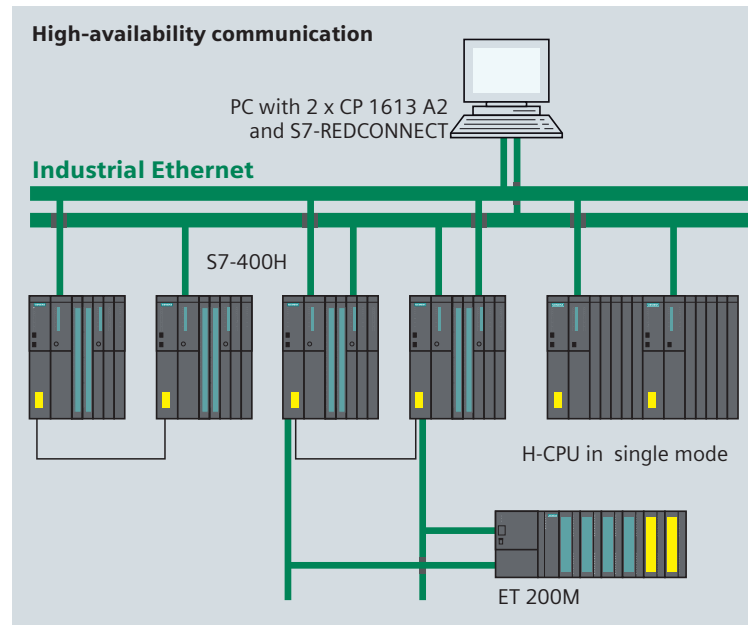 High-availability communication
PC with 2 x CP 1613 A2
and S7-REDCONNECT
Industrial Ethernet
S7-400H
H-CPU in single mode
ET 200M